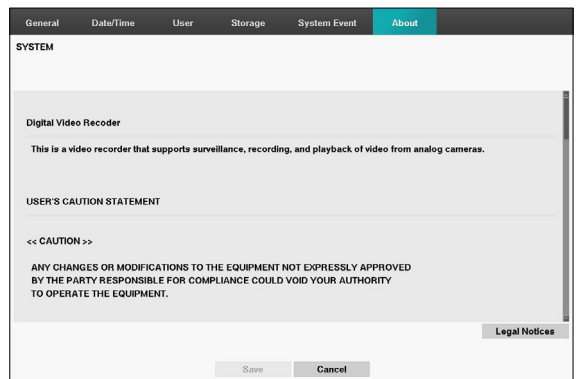 General Date/Time User Storage System Event About
SYSTEM
Digital Video Recoder
This is a video recorder that supports surveillance, recording, and playback of video from analog cameras.
USER'S CAUTION STATEMENT
<< CAUTION >>
ANY CHANGES OR MODIFICATIONS TO THE EQUIPMENT NOT EXPRESSLY APPROVED
BY THE PARTY RESPONSIBLE FOR COMPLIANCE COULD VOID YOUR AUTHORITY
TO OPERATE THE EQUIPMENT.
Legal Notices
Save Cancel